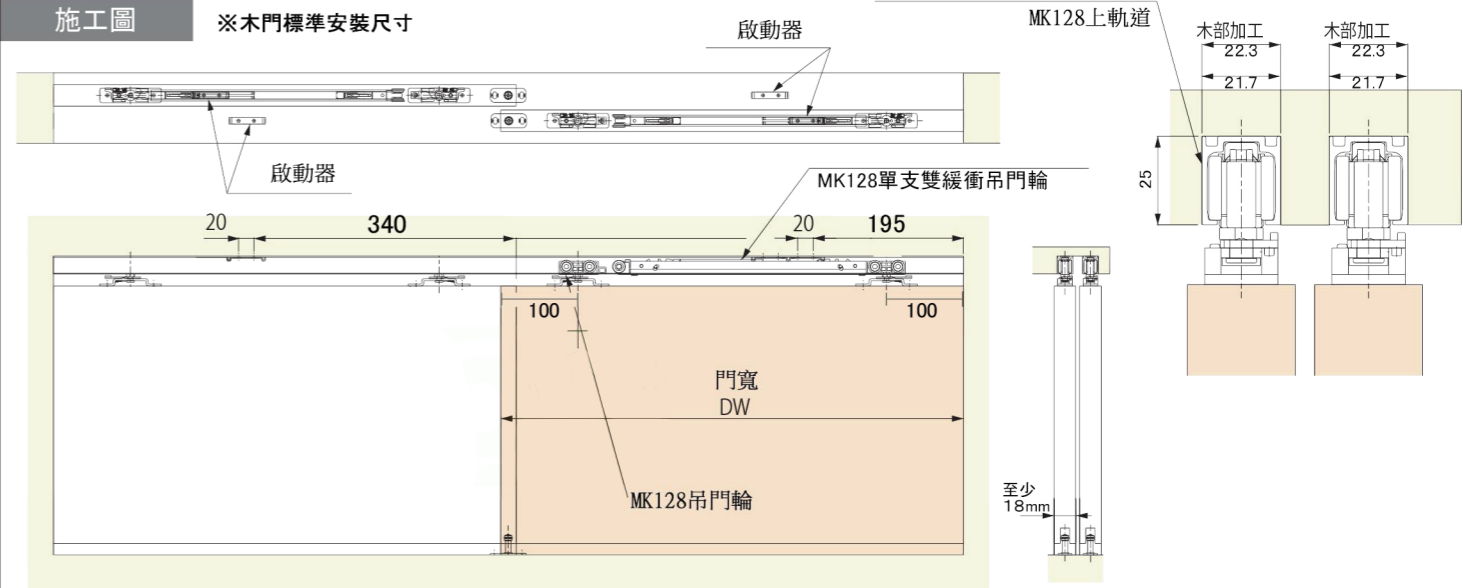 施工圖
※木門標準安裝尺寸
啟動器
MK128上軌道
木部加工
22.3
21.7
木部加工
22.3
21.7
25
啟動器
MK128單支雙緩衝吊門輪
20
340
20
195
100
100
門寬
DW
MK128吊門輪
至少
18mm